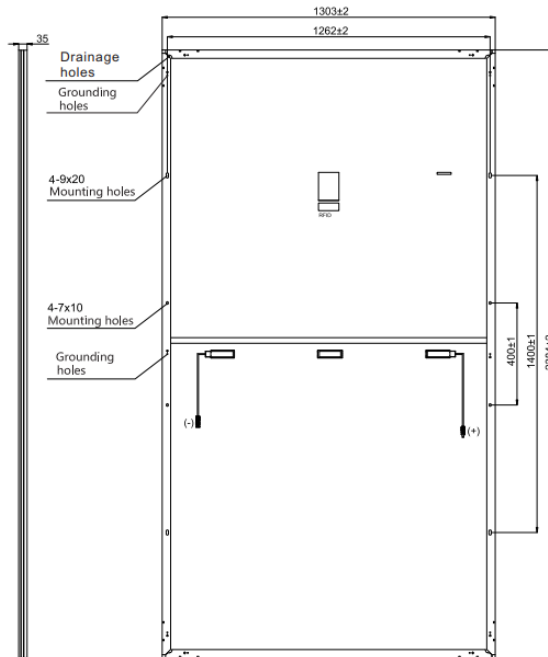 1303±2
1262±2
35
Drainage
holes
Grounding
holes
4-9x20
Mounting holes
RFID
4-7x10
Mounting holes
Grounding
holes
400±1
1400±1
(-)
(+)